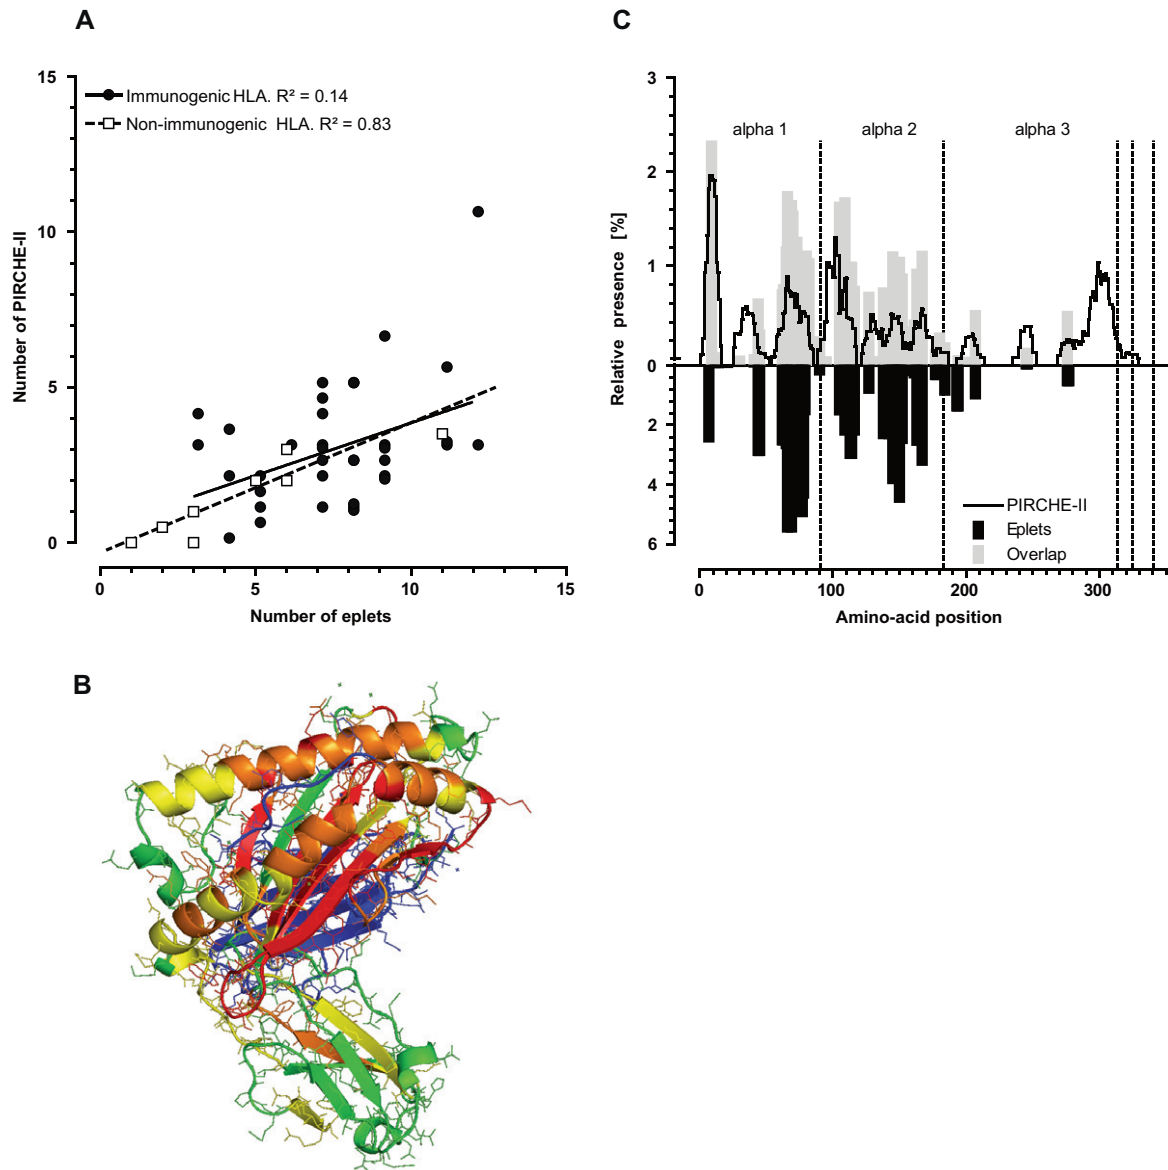 A
15
10
5
0
Number of PIRCHE-II
Immunogenic HLA. R² = 0.14
Non-immunogenic HLA. R² = 0.83
0 5 10 15
Number of eplets
C
3
2
1
0
2
4
6
Relative presence [%]
alpha 1 alpha 2 alpha 3
PIRCHE-II
Eplets
Overlap
0 100 200 300
Amino-acid position
B